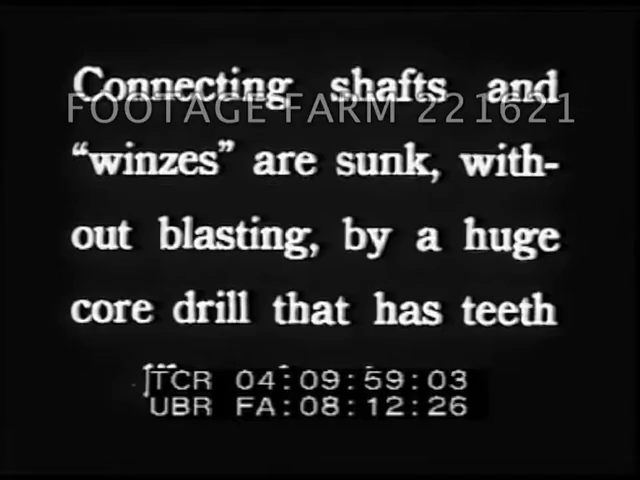 Connecting shafts and
FOOTAGE FARM 221621
“winzes” are sunk, with-
out blasting, by a huge
core drill that has teeth
TCR 04:09:59:03
UBR FA:08:12:26